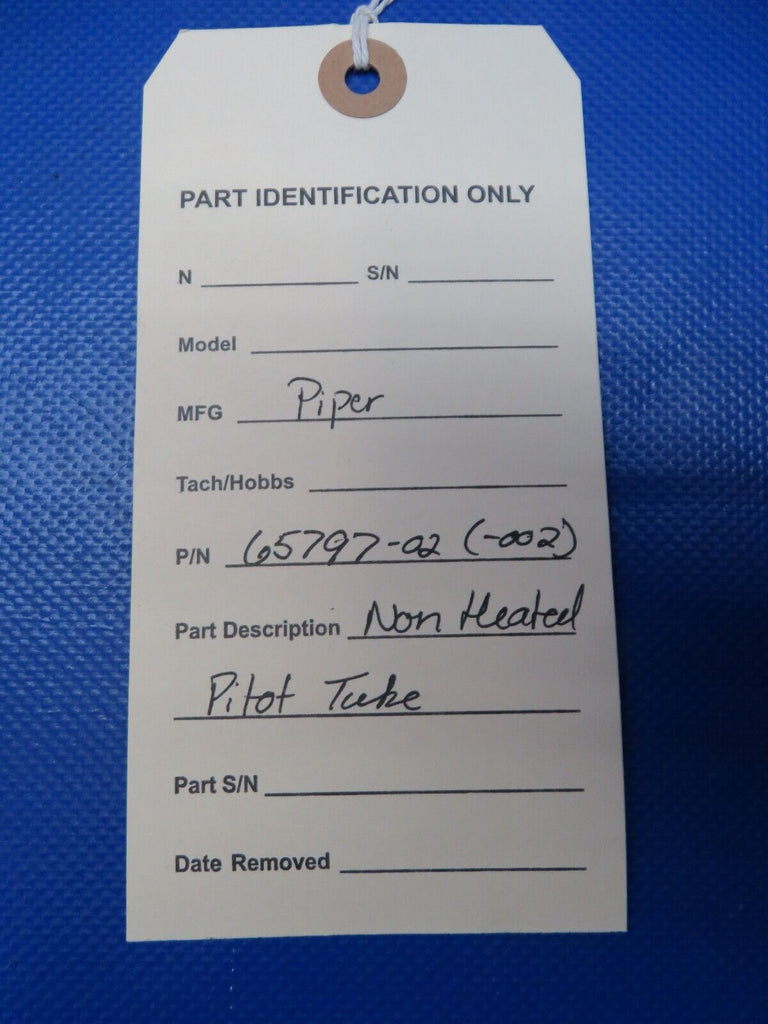 PART IDENTIFICATION ONLY
N S/N
Model
MFG Piper
Tach/Hobbs
P/N 65797-02 (-002)
Part Description Non Heated
Pitot Tube
Part S/N
Date Removed